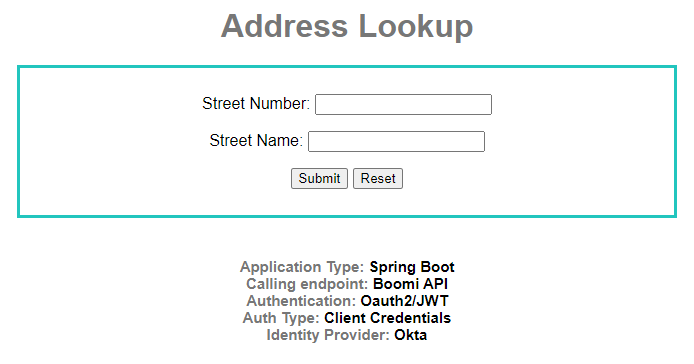 Address Lookup
Street Number:
Street Name:
Submit Reset
Application Type: Spring Boot
Calling endpoint: Boomi API
Authentication: Oauth2/JWT
Auth Type: Client Credentials
Identity Provider: Okta